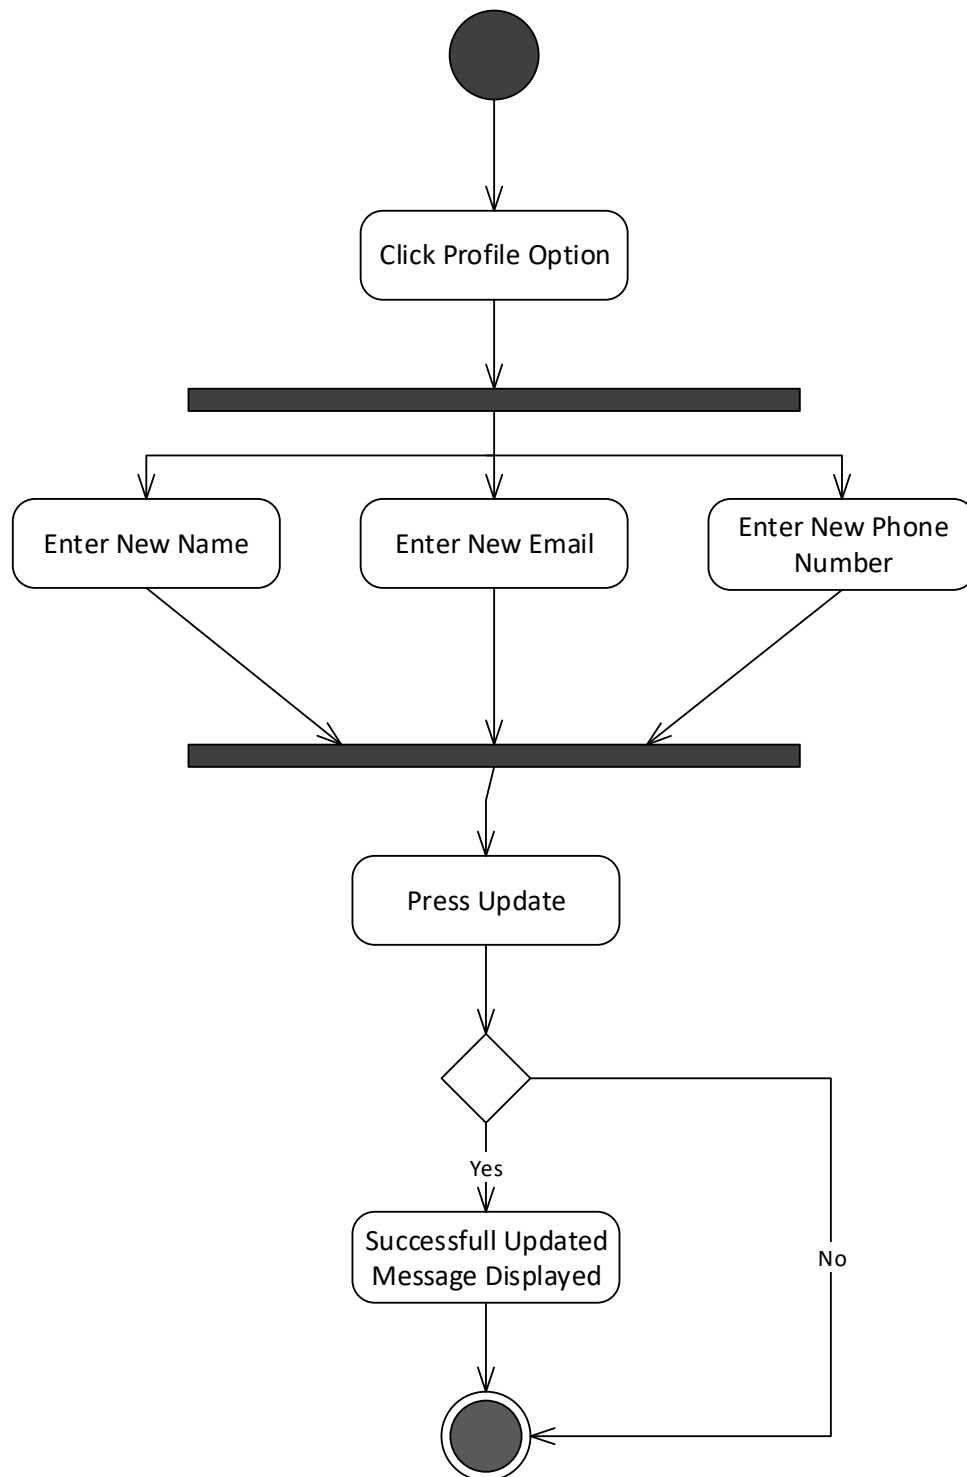 Click Profile Option
Enter New Name
Enter New Email
Enter New Phone
Number
Press Update
Yes
Successfull Updated
Message Displayed
No